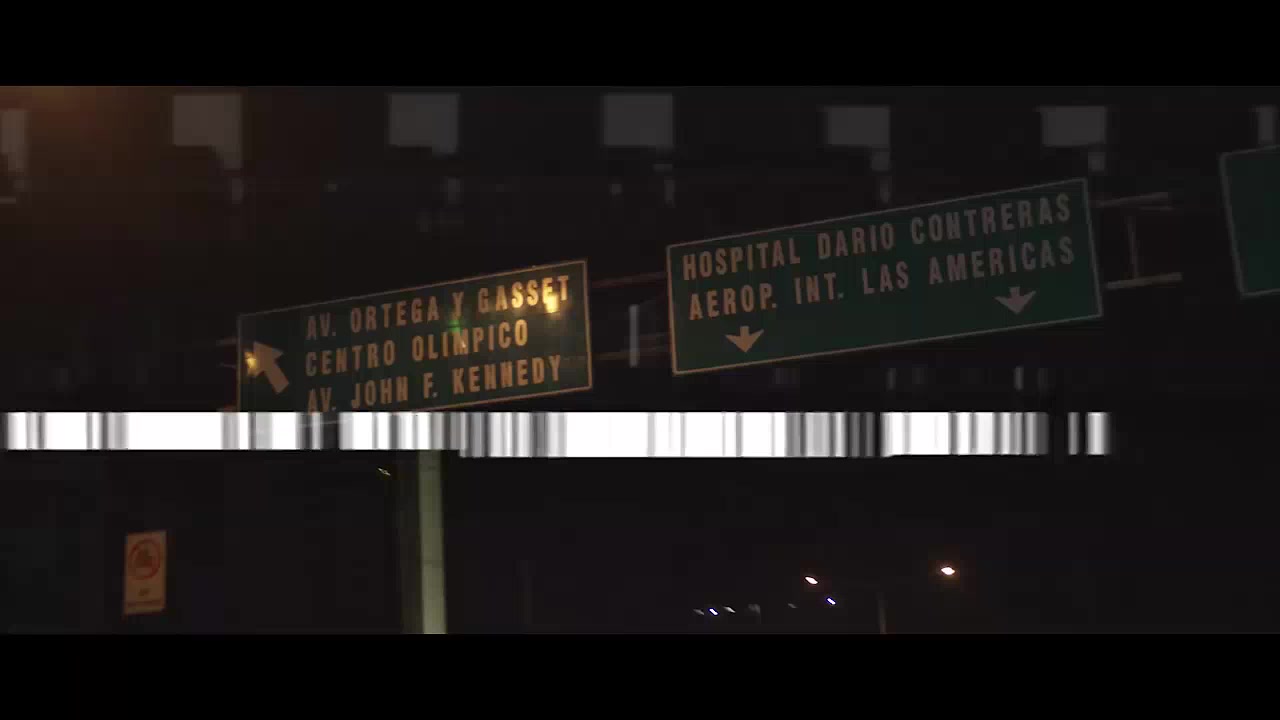 AV. ORTEGA Y GASSET
CENTRO OLIMPICO
AV. JOHN F. KENNEDY
HOSPITAL DARIO CONTRERAS
AEROP. INT. LAS AMERICAS